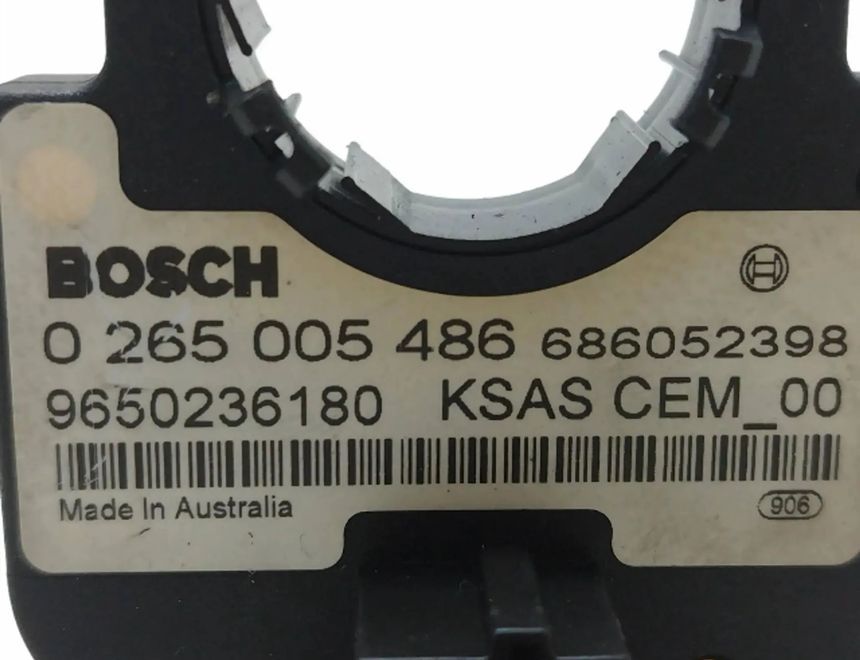 BOSCH
0 265 005 486 686052398
9650236180 KSAS CEM_00
Made In Australia
906